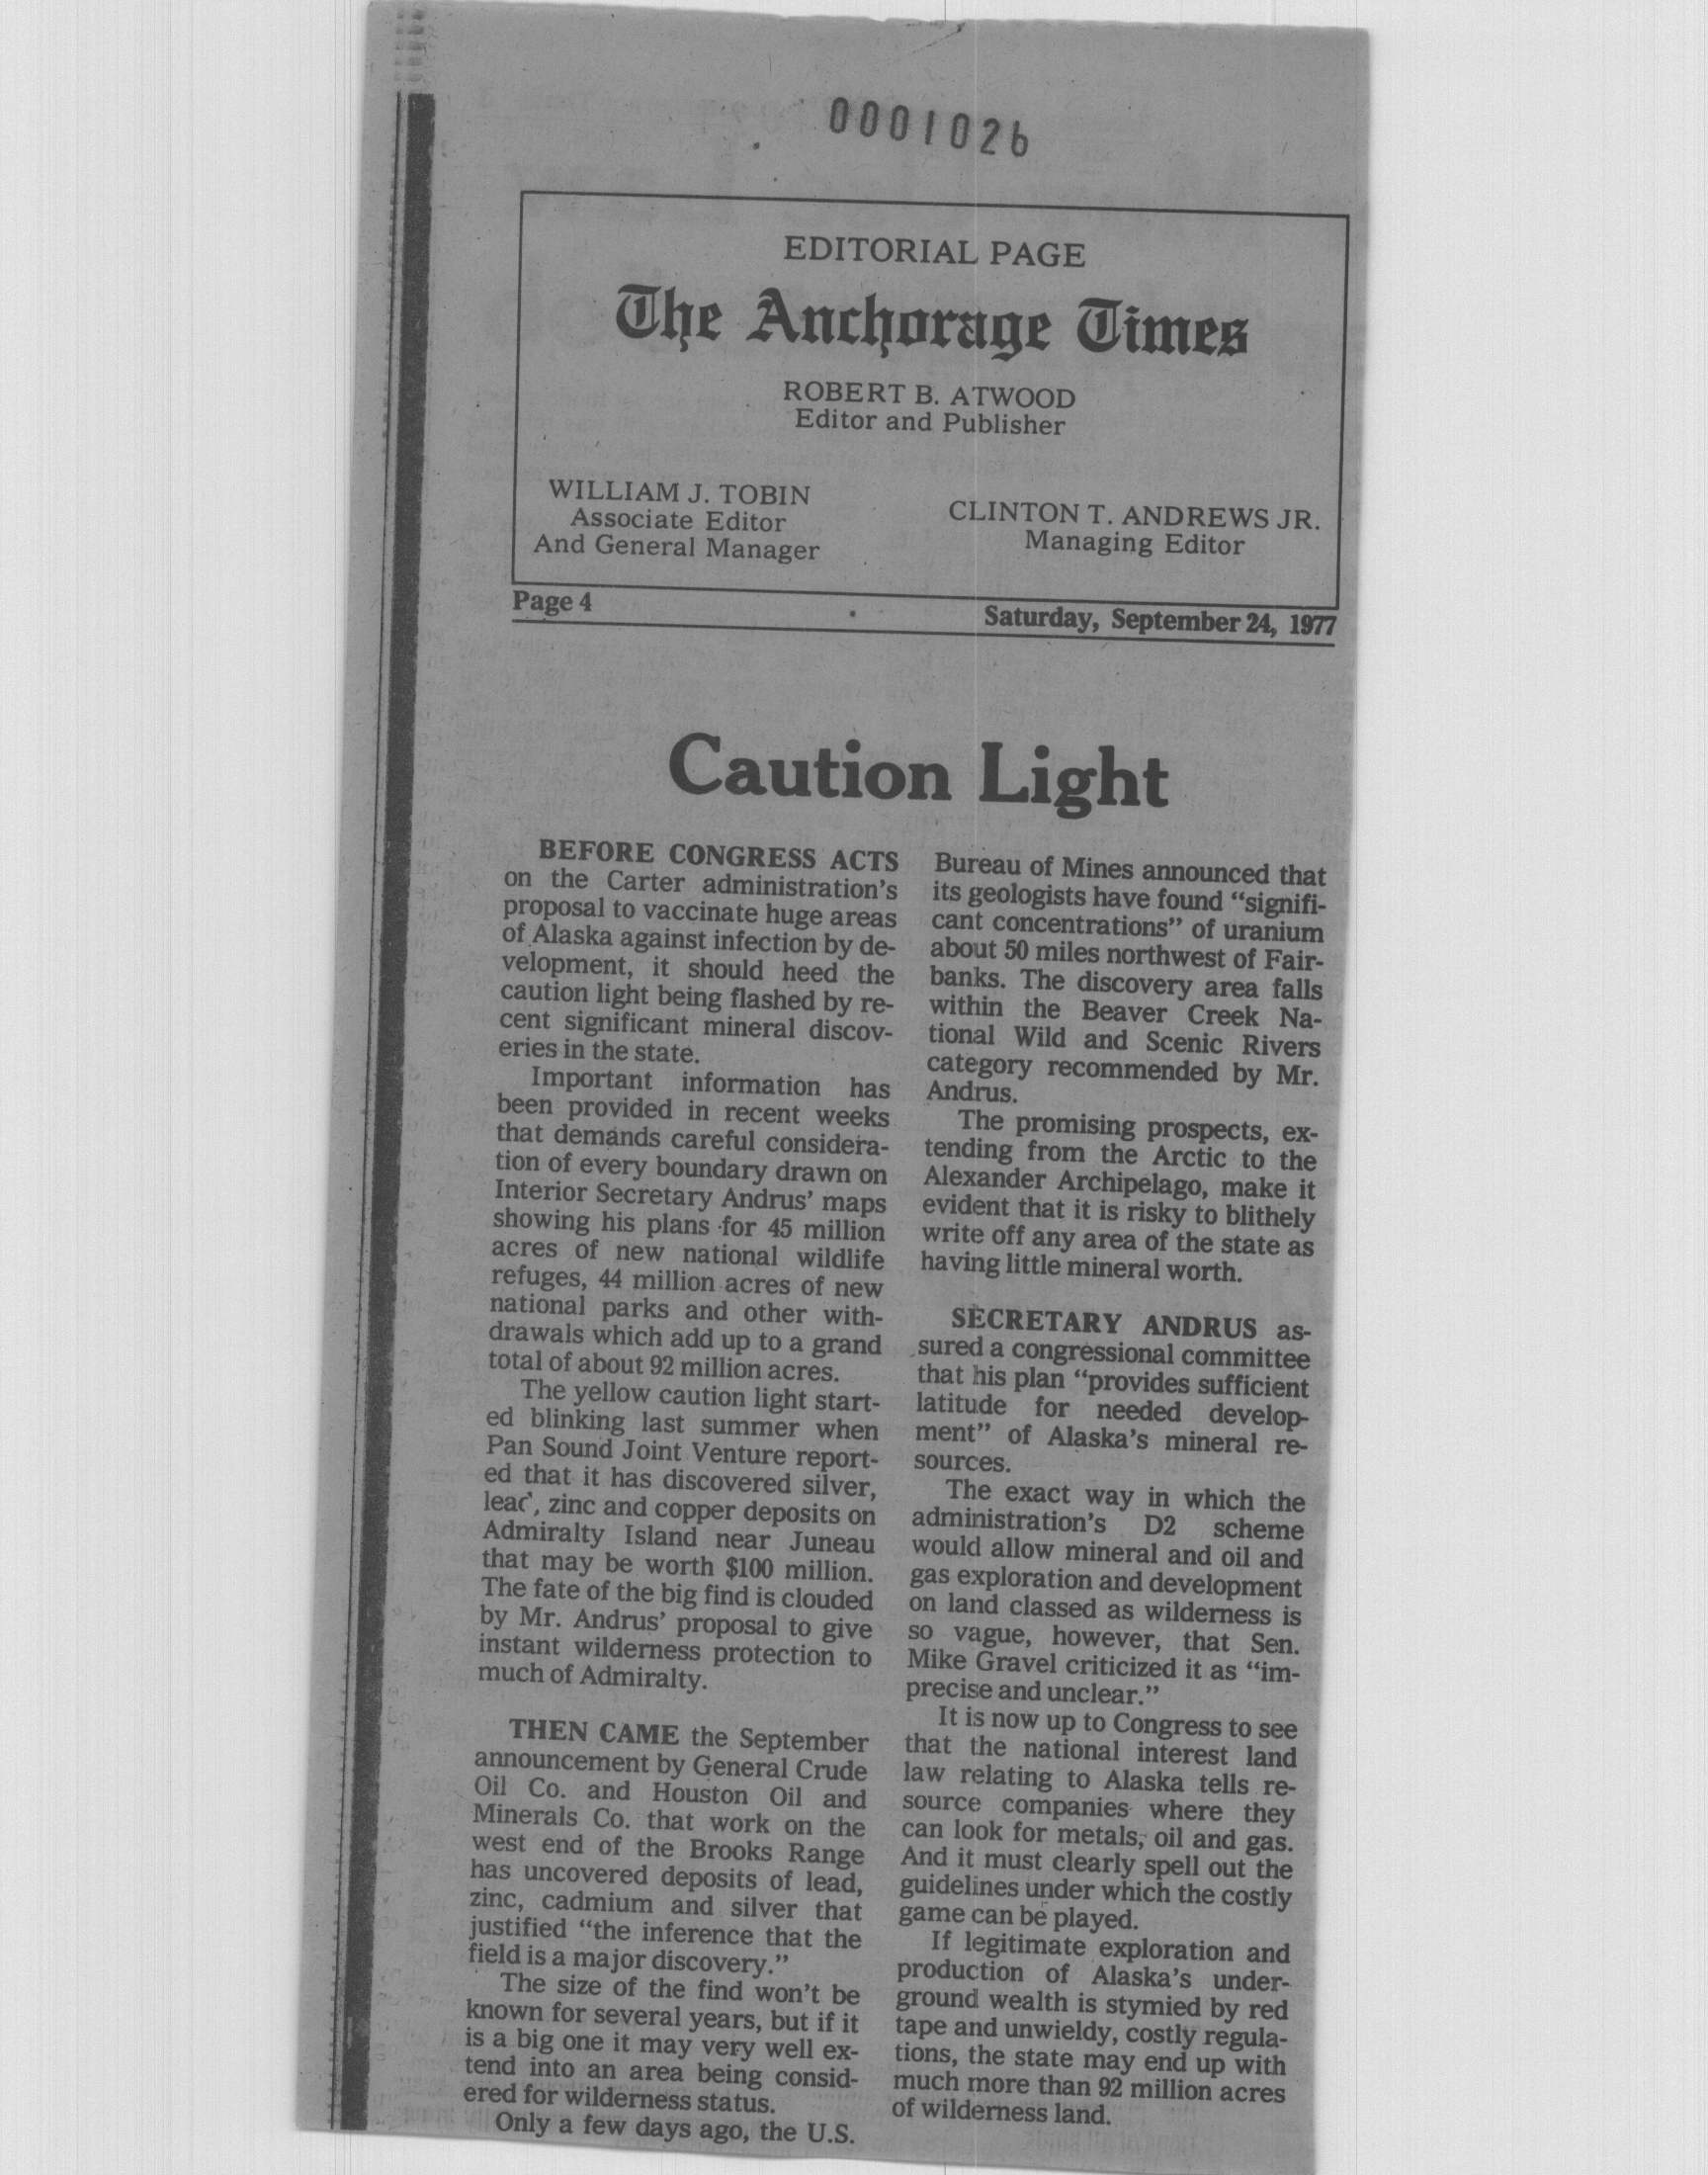 0001026
EDITORIAL PAGE
The Anchorage Times
ROBERT B. ATWOOD
Editor and Publisher
WILLIAM J. TOBIN
Associate Editor
And General Manager
CLINTON T. ANDREWS JR.
Managing Editor
Page 4
Saturday, September 24, 1977
Caution Light
BEFORE CONGRESS ACTS
on the Carter administration's
proposal to vaccinate huge areas
of Alaska against infection by de-
velopment, it should heed the
caution light being flashed by re-
cent significant mineral discov-
eries in the state.
Important information has
been provided in recent weeks
that demands careful considera-
tion of every boundary drawn on
Interior Secretary Andrus' maps
showing his plans for 45 million
acres of new national wildlife
refuges, 44 million acres of new
national parks and other with-
drawals which add up to a grand
total of about 92 million acres.
The yellow caution light start-
ed blinking last summer when
Pan Sound Joint Venture report-
ed that it has discovered silver,
lead, zinc and copper deposits on
Admiralty Island near Juneau
that may be worth $100 million.
The fate of the big find is clouded
by Mr. Andrus' proposal to give
instant wilderness protection to
much of Admiralty.
THEN CAME the September
announcement by General Crude
Oil Co. and Houston Oil and
Minerals Co. that work on the
west end of the Brooks Range
has uncovered deposits of lead,
zinc, cadmium and silver that
justified "the inference that the
field is a major discovery."
The size of the find won't be
known for several years, but if it
is a big one it may very well ex-
tend into an area being consid-
ered for wilderness status.
Only a few days ago, the U.S.
Bureau of Mines announced that
its geologists have found "signifi-
cant concentrations" of uranium
about 50 miles northwest of Fair-
banks. The discovery area falls
within the Beaver Creek Na-
tional Wild and Scenic Rivers
category recommended by Mr.
Andrus.
The promising prospects, ex-
tending from the Arctic to the
Alexander Archipelago, make it
evident that it is risky to blithely
write off any area of the state as
having little mineral worth.
SECRETARY ANDRUS as-
sured a congressional committee
that his plan "provides sufficient
latitude for needed develop-
ment" of Alaska's mineral re-
sources.
The exact way in which the
administration's D2 scheme
would allow mineral and oil and
gas exploration and development
on land classed as wilderness is
so vague, however, that Sen.
Mike Gravel criticized it as "im-
precise and unclear."
It is now up to Congress to see
that the national interest land
law relating to Alaska tells re-
source companies where they
can look for metals, oil and gas.
And it must clearly spell out the
guidelines under which the costly
game can be played.
If legitimate exploration and
production of Alaska's under-
ground wealth is stymied by red
tape and unwieldy, costly regula-
tions, the state may end up with
much more than 92 million acres
of wilderness land.